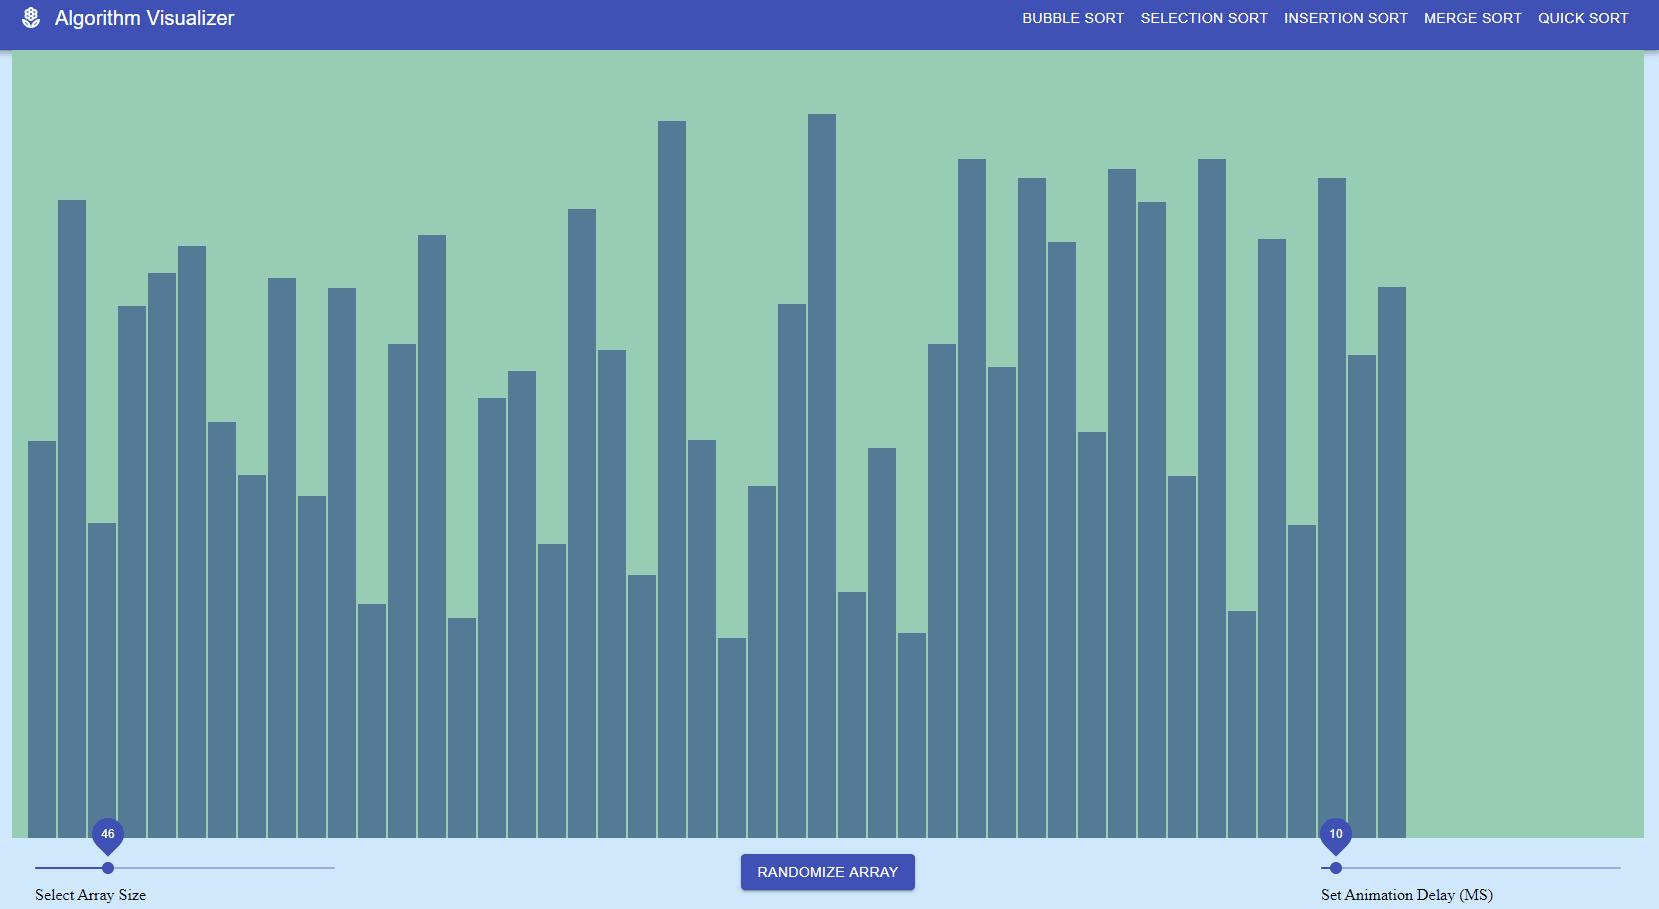 Algorithm Visualizer
BUBBLE SORT SELECTION SORT INSERTION SORT MERGE SORT QUICK SORT
46
10
RANDOMIZE ARRAY
Select Array Size
Set Animation Delay (MS)